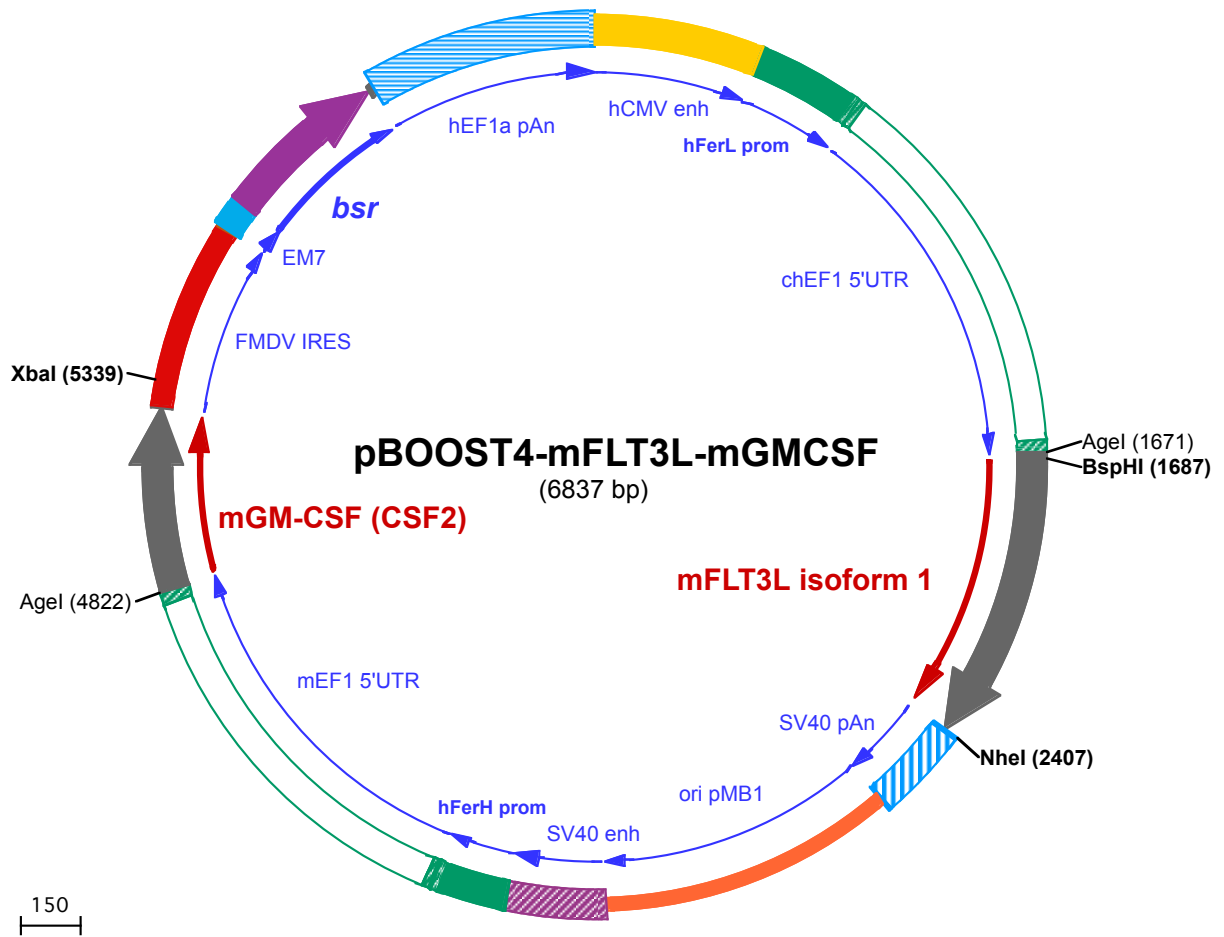 hCMV enh
hEF1a pAn
hFerL prom
bsr
EM7
chEF1 5'UTR
FMDV IRES
XbaI (5339)
pBOOST4-mFLT3L-mGMCSF
(6837 bp)
AgeI (1671)
BspHI (1687)
mGM-CSF (CSF2)
mFLT3L isoform 1
AgeI (4822)
mEF1 5'UTR
SV40 pAn
NheI (2407)
ori pMB1
hFerH prom
SV40 enh
150